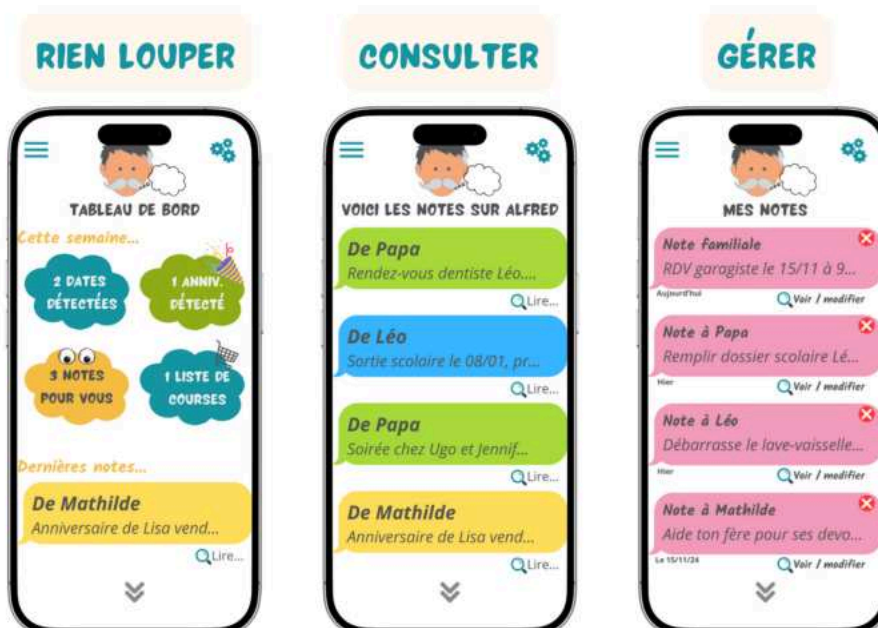 RIEN LOUPER
TABLEAU DE BORD
Cette semaine...
2 DATES
DÉTECTÉES
1 ANNIV.
DÉTECTÉ
3 NOTES
POUR VOUS
1 LISTE DE
COURSES
Dernières notes...
De Mathilde
Anniversaire de Lisa vend...
Lire...
CONSULTER
VOICI LES NOTES SUR ALFRED
De Papa
Rendez-vous dentiste Léo....
Lire...
De Léo
Sortie scolaire le 08/01, pr...
Lire...
De Papa
Soirée chez Ugo et Jennif...
Lire...
De Mathilde
Anniversaire de Lisa vend...
Lire...
GÉRER
MES NOTES
Note familiale
RDV garagiste le 15/11 à 9...
Aujourd'hui
Voir / modifier
Note à Papa
Remplir dossier scolaire Lé...
Hier
Voir / modifier
Note à Léo
Débarrasse le lave-vaisselle...
Hier
Voir / modifier
Note à Mathilde
Aide ton fère pour ses devo...
Le 15/11/24
Voir / modifier